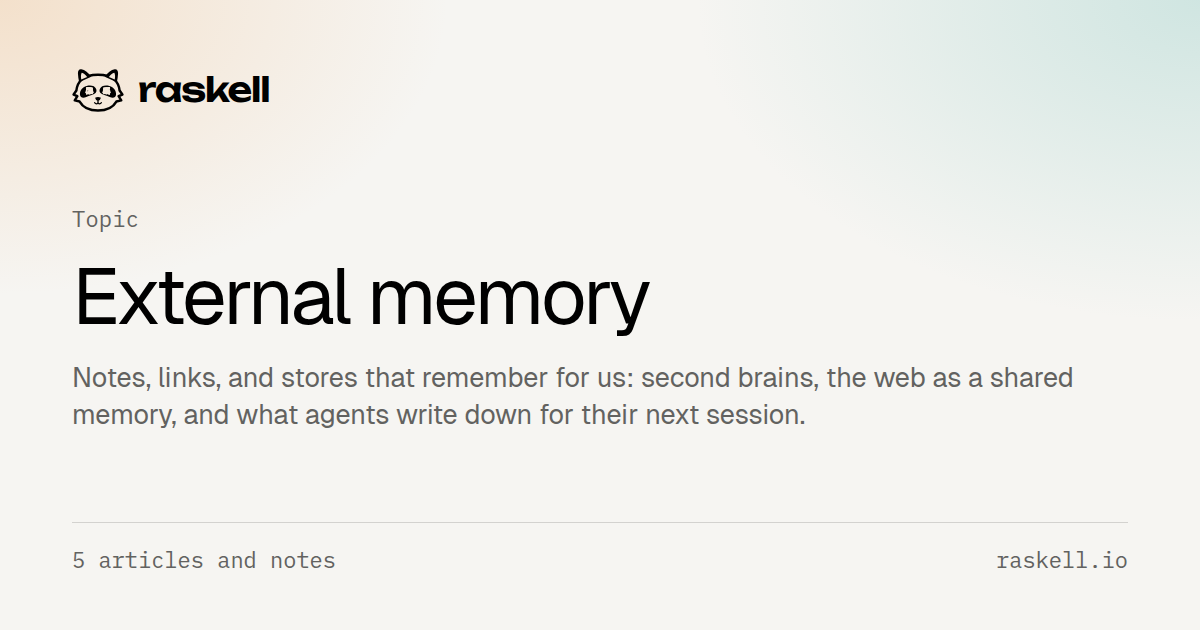 raskell
Topic
External memory
Notes, links, and stores that remember for us: second brains, the web as a shared
memory, and what agents write down for their next session.
5 articles and notes
raskell.io